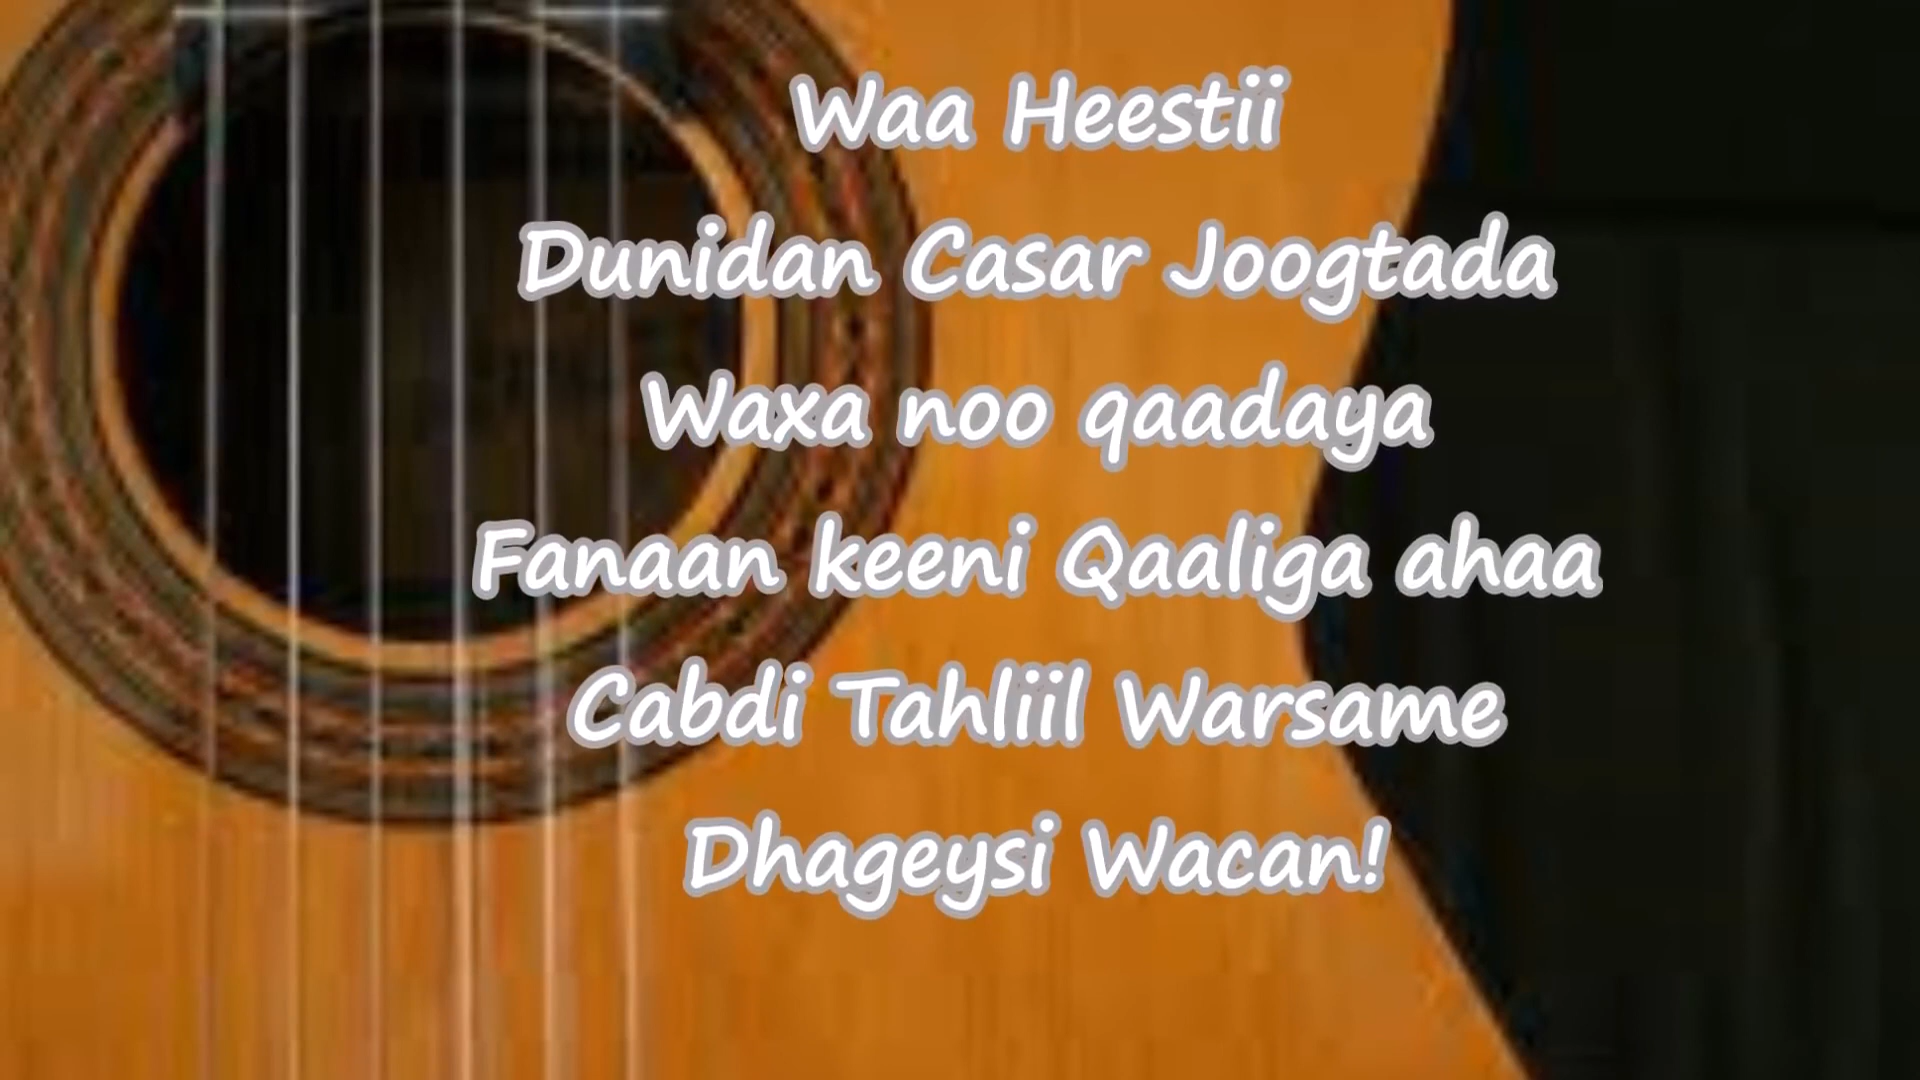 Waa Heestii
Dunidan Casar Joogtada
Waxa noo qaadaya
Fanaan keeni Qaaliga ahaa
Cabdi Tahliil Warsame
Dhageysi Wacan!